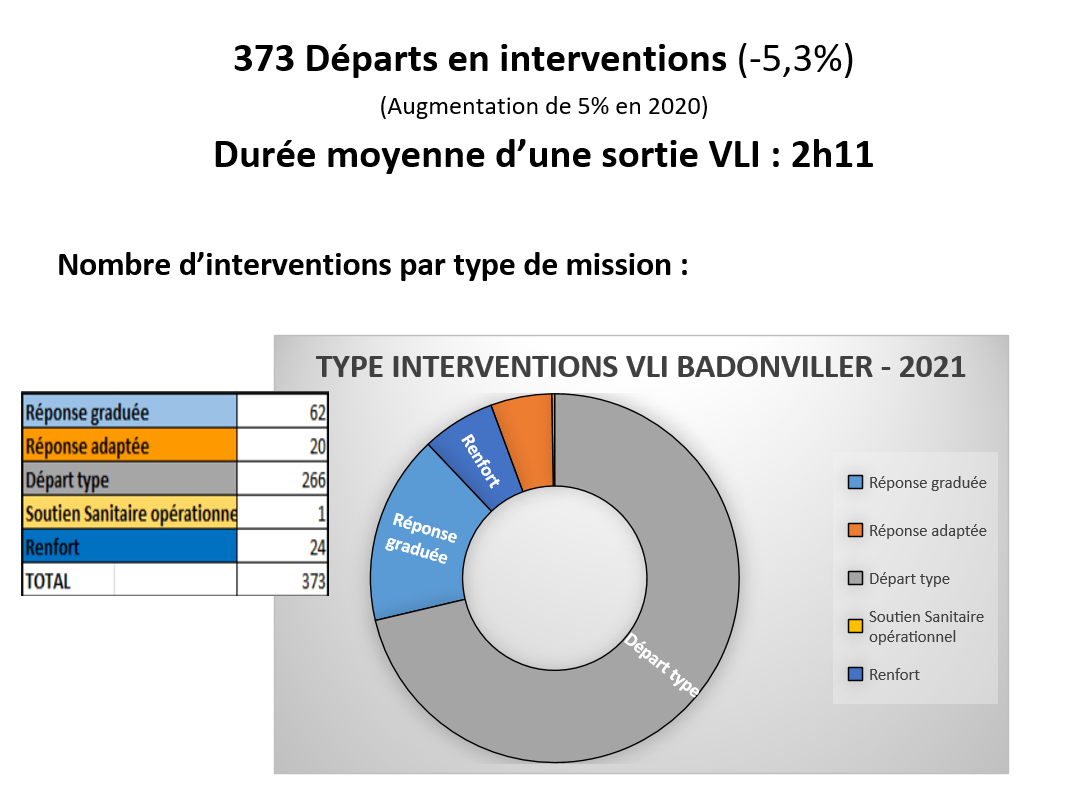 373 Départs en interventions (-5,3%)
(Augmentation de 5% en 2020)
Durée moyenne d’une sortie VLI : 2h11
Nombre d’interventions par type de mission :
TYPE INTERVENTIONS VLI BADONVILLER - 2021
Réponse graduée 62
Réponse adaptée 20
Départ type 266
Soutien Sanitaire opérationne 1
Renfort 24
TOTAL 373
Renfort
Réponse
graduée
Départ type
Réponse graduée
Réponse adaptée
Départ type
Soutien Sanitaire
opérationnel
Renfort